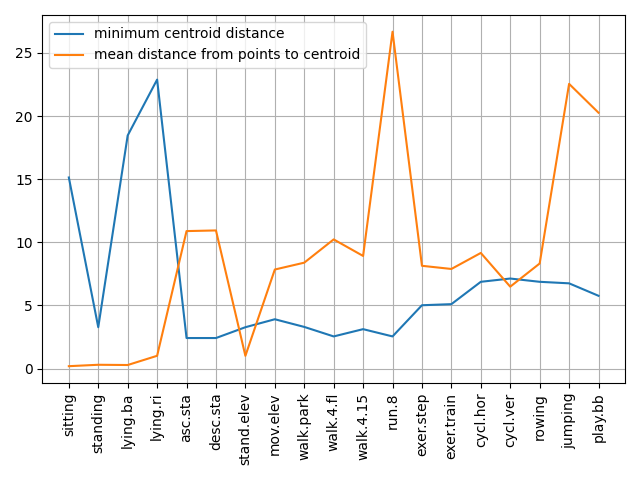 minimum centroid distance
mean distance from points to centroid
25
20
15
10
5
0
sitting
standing
lying.ba
lying.ri
asc.sta
desc.sta
stand.elev
mov.elev
walk.park
walk.4.fl
walk.4.15
run.8
exer.step
exer.train
cycl.hor
cycl.ver
rowing
jumping
play.bb